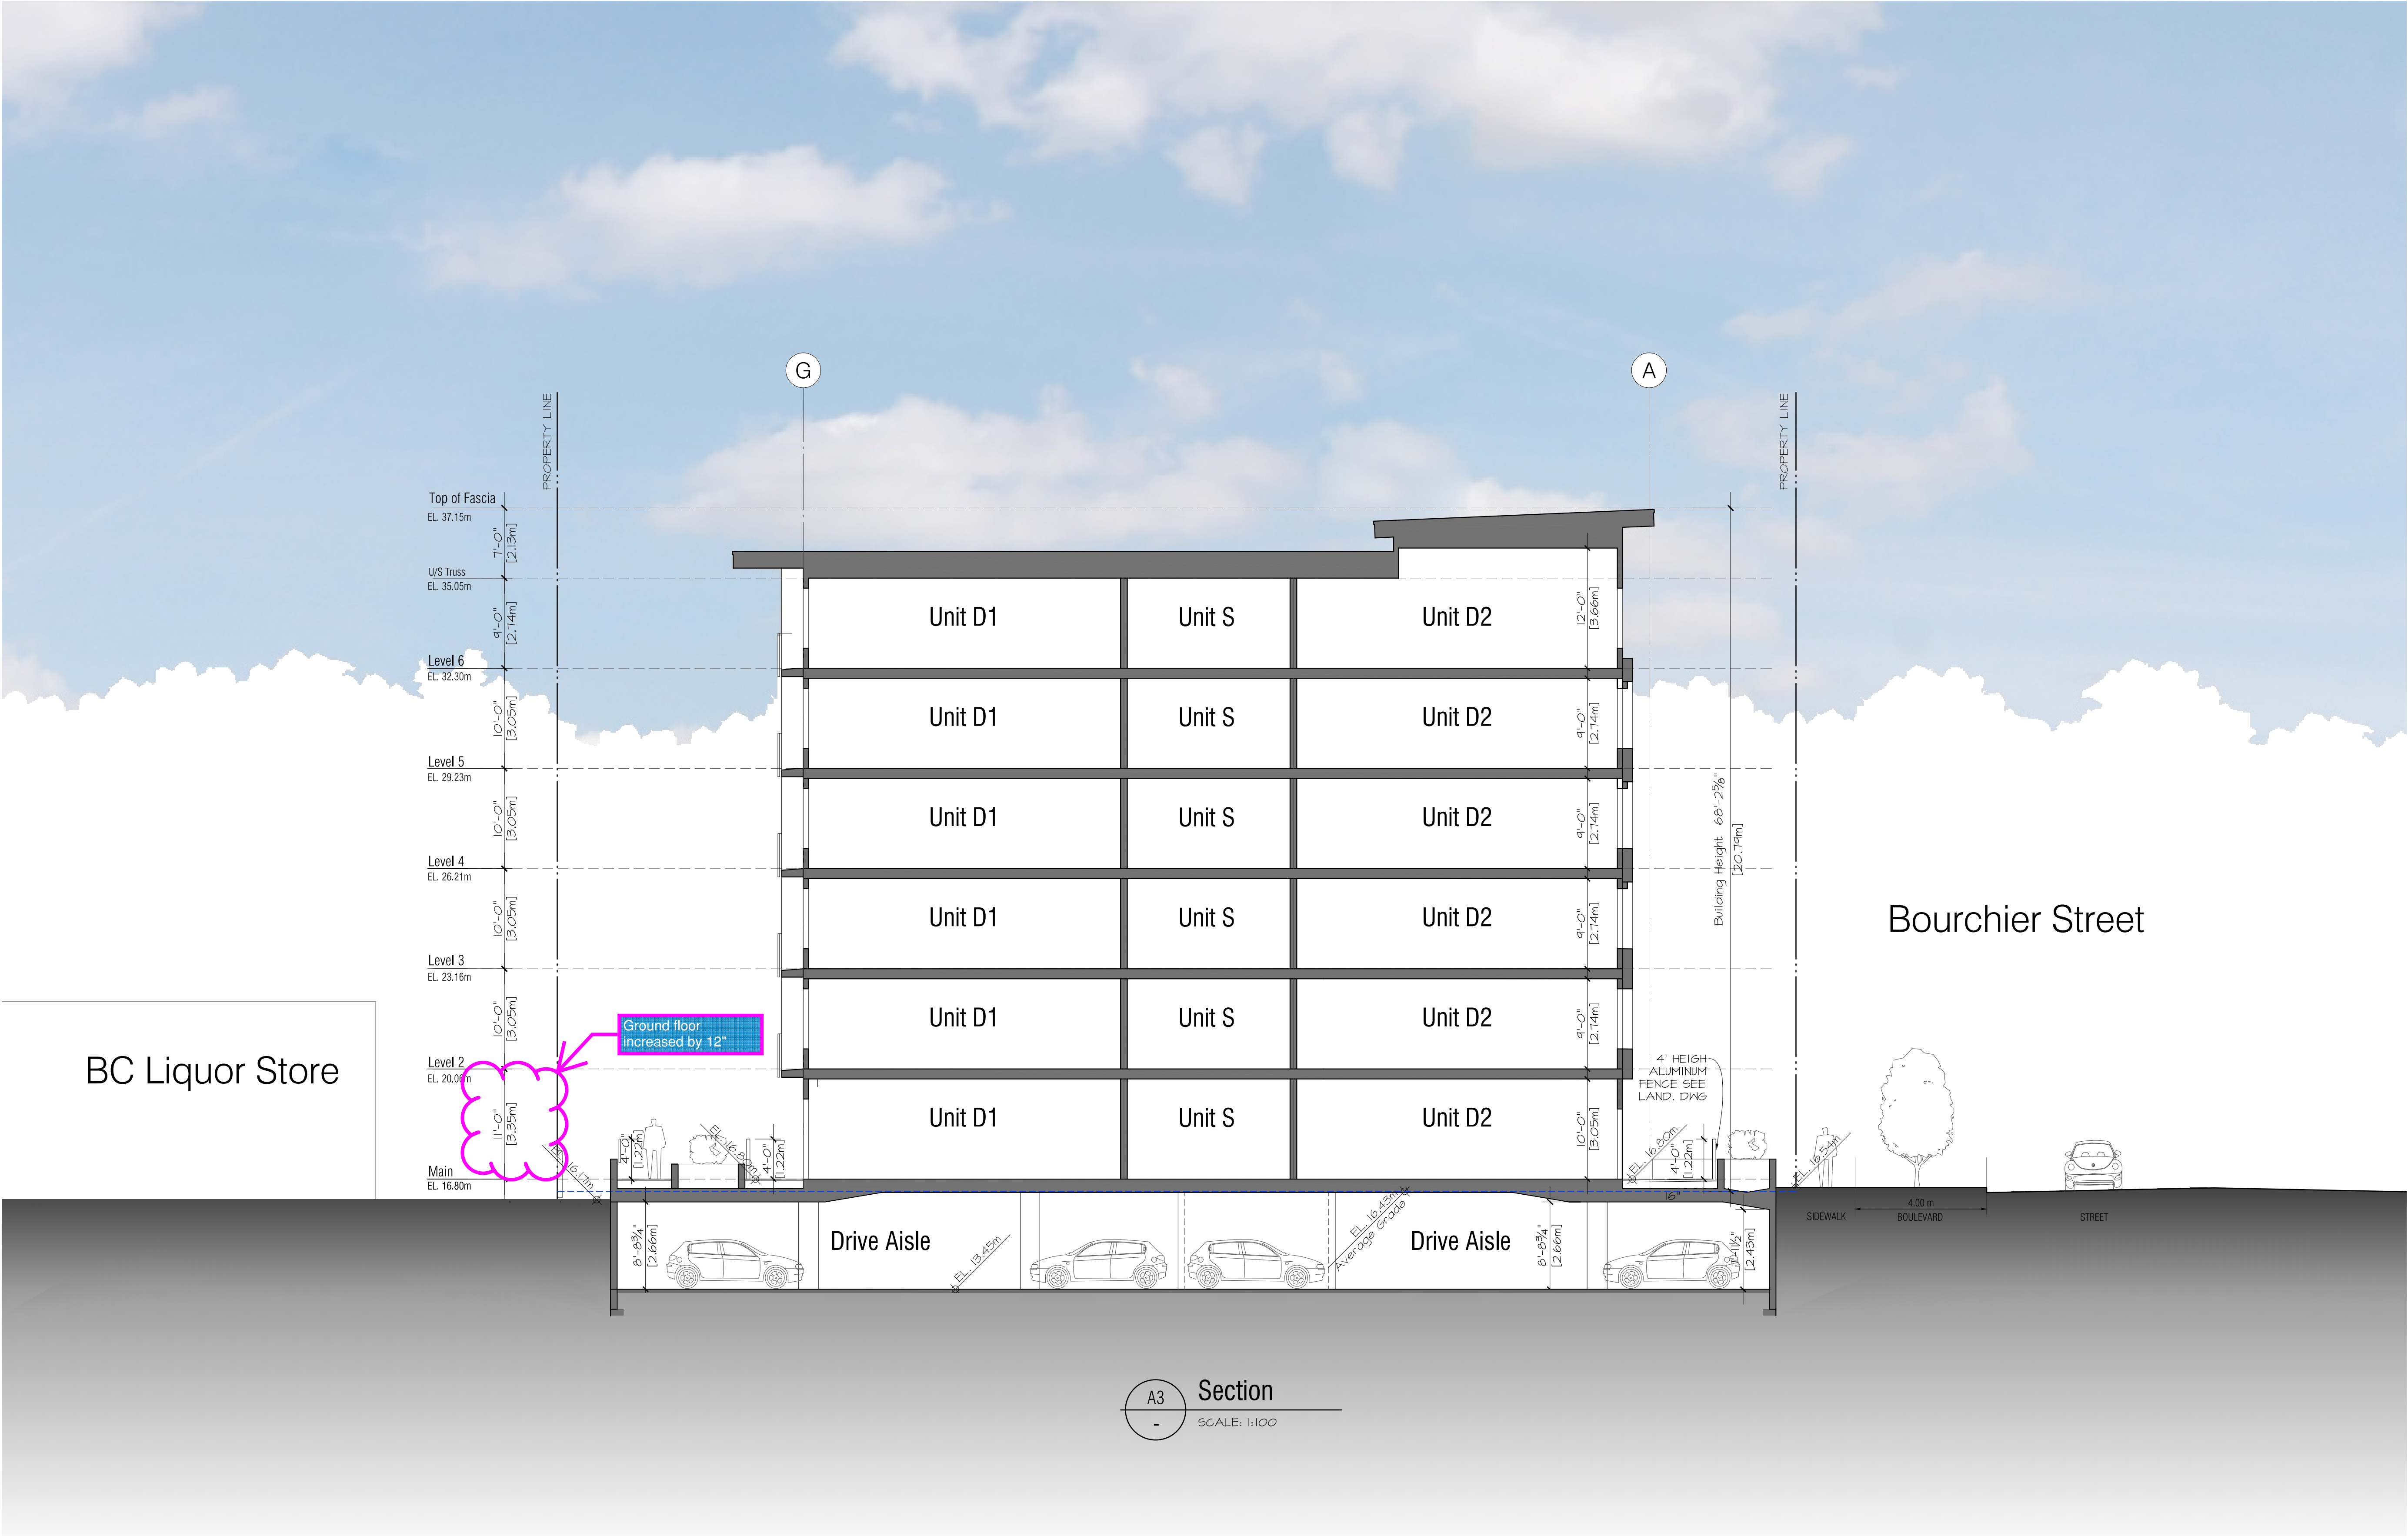 G
A
PROPERTY LINE
PROPERTY LINE
Top of Fascia
EL. 37.15m
7'-0"
[2.13m]
U/S Truss
EL. 35.05m
9'-0"
[2.74m]
Unit D1
Unit S
Unit D2
12'-0"
[3.66m]
Level 6
EL. 32.30m
10'-0"
[3.05m]
Unit D1
Unit S
Unit D2
9'-0"
[2.74m]
Level 5
EL. 29.23m
10'-0"
[3.05m]
Unit D1
Unit S
Unit D2
9'-0"
[2.74m]
Building Height 68'-2⅝"
[20.79m]
Level 4
EL. 26.21m
10'-0"
[3.05m]
Unit D1
Unit S
Unit D2
9'-0"
[2.74m]
Bourchier Street
Level 3
EL. 23.16m
10'-0"
[3.05m]
Unit D1
Unit S
Unit D2
9'-0"
[2.74m]
Ground floor
increased by 12"
BC Liquor Store
Level 2
4' HEIGH
ALUMINUM
FENCE SEE
LAND. DWG
11'-0"
[3.35m]
Unit D1
Unit S
Unit D2
10'-0"
[3.05m]
4'-0"
[1.22m]
EL. 16.80m
4'-0"
[1.22m]
EL. 16.80m
4'-0"
[1.22m]
EL. 16.54m
Main
EL. 16.80m
16.17m
16"
8'-8¾"
[2.66m]
Drive Aisle
EL. 13.45m
EL. 16.43m
Average Grade
Drive Aisle
8'-8¾"
[2.66m]
7'-11½"
[2.43m]
SIDEWALK
4.00 m
BOULEVARD
STREET
A3
-
Section
SCALE: 1:100